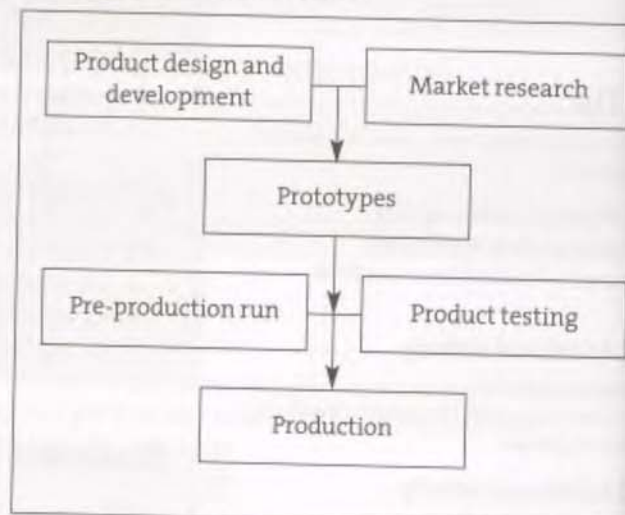 Product design and
development
Market research
Prototypes
Pre-production run
Product testing
Production